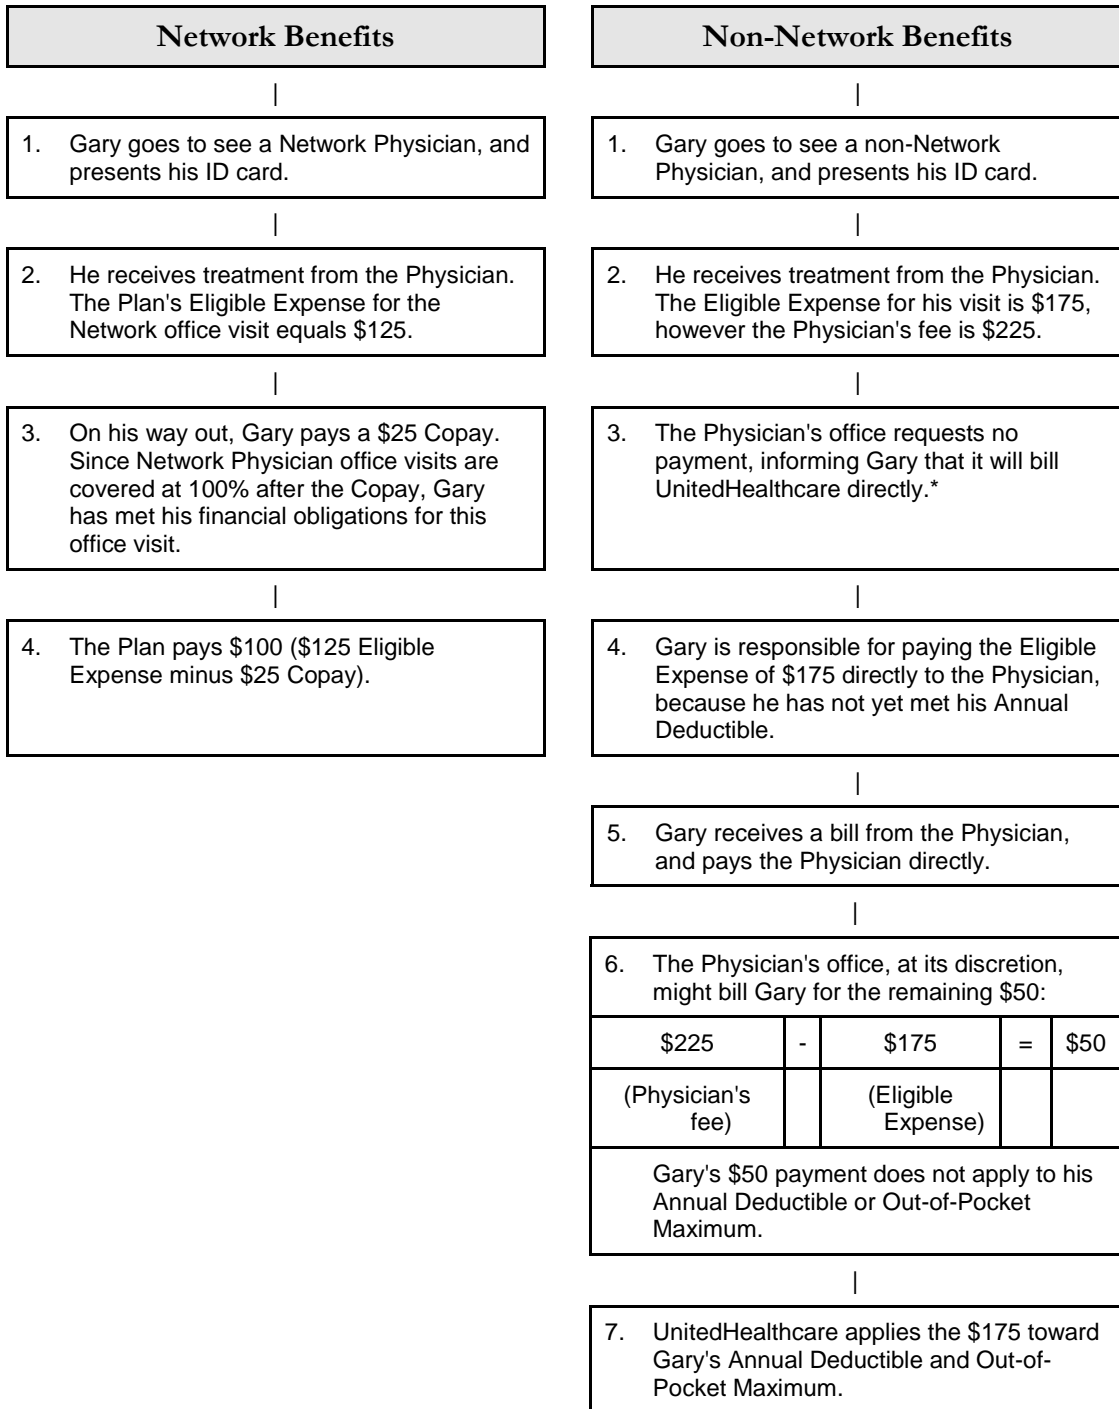 Network Benefits
|
1. Gary goes to see a Network Physician, and
presents his ID card.
|
2. He receives treatment from the Physician.
The Plan's Eligible Expense for the
Network office visit equals $125.
|
3. On his way out, Gary pays a $25 Copay.
Since Network Physician office visits are
covered at 100% after the Copay, Gary
has met his financial obligations for this
office visit.
|
4. The Plan pays $100 ($125 Eligible
Expense minus $25 Copay).
Non-Network Benefits
|
1. Gary goes to see a non-Network
Physician, and presents his ID card.
|
2. He receives treatment from the Physician.
The Eligible Expense for his visit is $175,
however the Physician's fee is $225.
|
3. The Physician's office requests no
payment, informing Gary that it will bill
UnitedHealthcare directly.*
|
4. Gary is responsible for paying the Eligible
Expense of $175 directly to the Physician,
because he has not yet met his Annual
Deductible.
|
5. Gary receives a bill from the Physician,
and pays the Physician directly.
|
6. The Physician's office, at its discretion,
might bill Gary for the remaining $50:
$225 - $175 = $50
(Physician's (Eligible
fee) Expense)
Gary's $50 payment does not apply to his
Annual Deductible or Out-of-Pocket
Maximum.
|
7. UnitedHealthcare applies the $175 toward
Gary's Annual Deductible and Out-of-
Pocket Maximum.